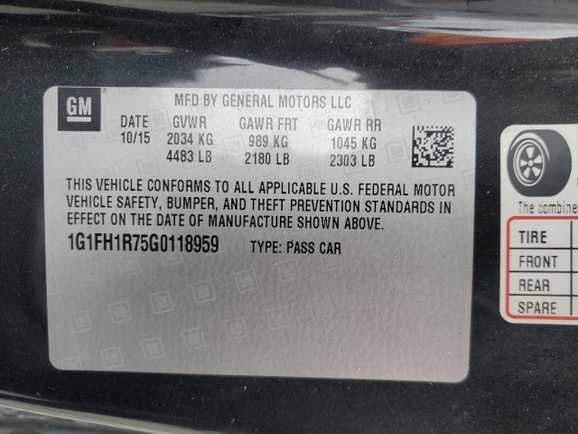 GM
MFD BY GENERAL MOTORS LLC
DATE GVWR GAWR FRT GAWR RR
10/15 2034 KG 989 KG 1045 KG
4483 LB 2180 LB 2303 LB
THIS VEHICLE CONFORMS TO ALL APPLICABLE U.S. FEDERAL MOTOR
VEHICLE SAFETY, BUMPER, AND THEFT PREVENTION STANDARDS IN
EFFECT ON THE DATE OF MANUFACTURE SHOWN ABOVE.
1G1FH1R75G0118959 TYPE: PASS CAR
The combine
TIRE
FRONT
REAR
SPARE